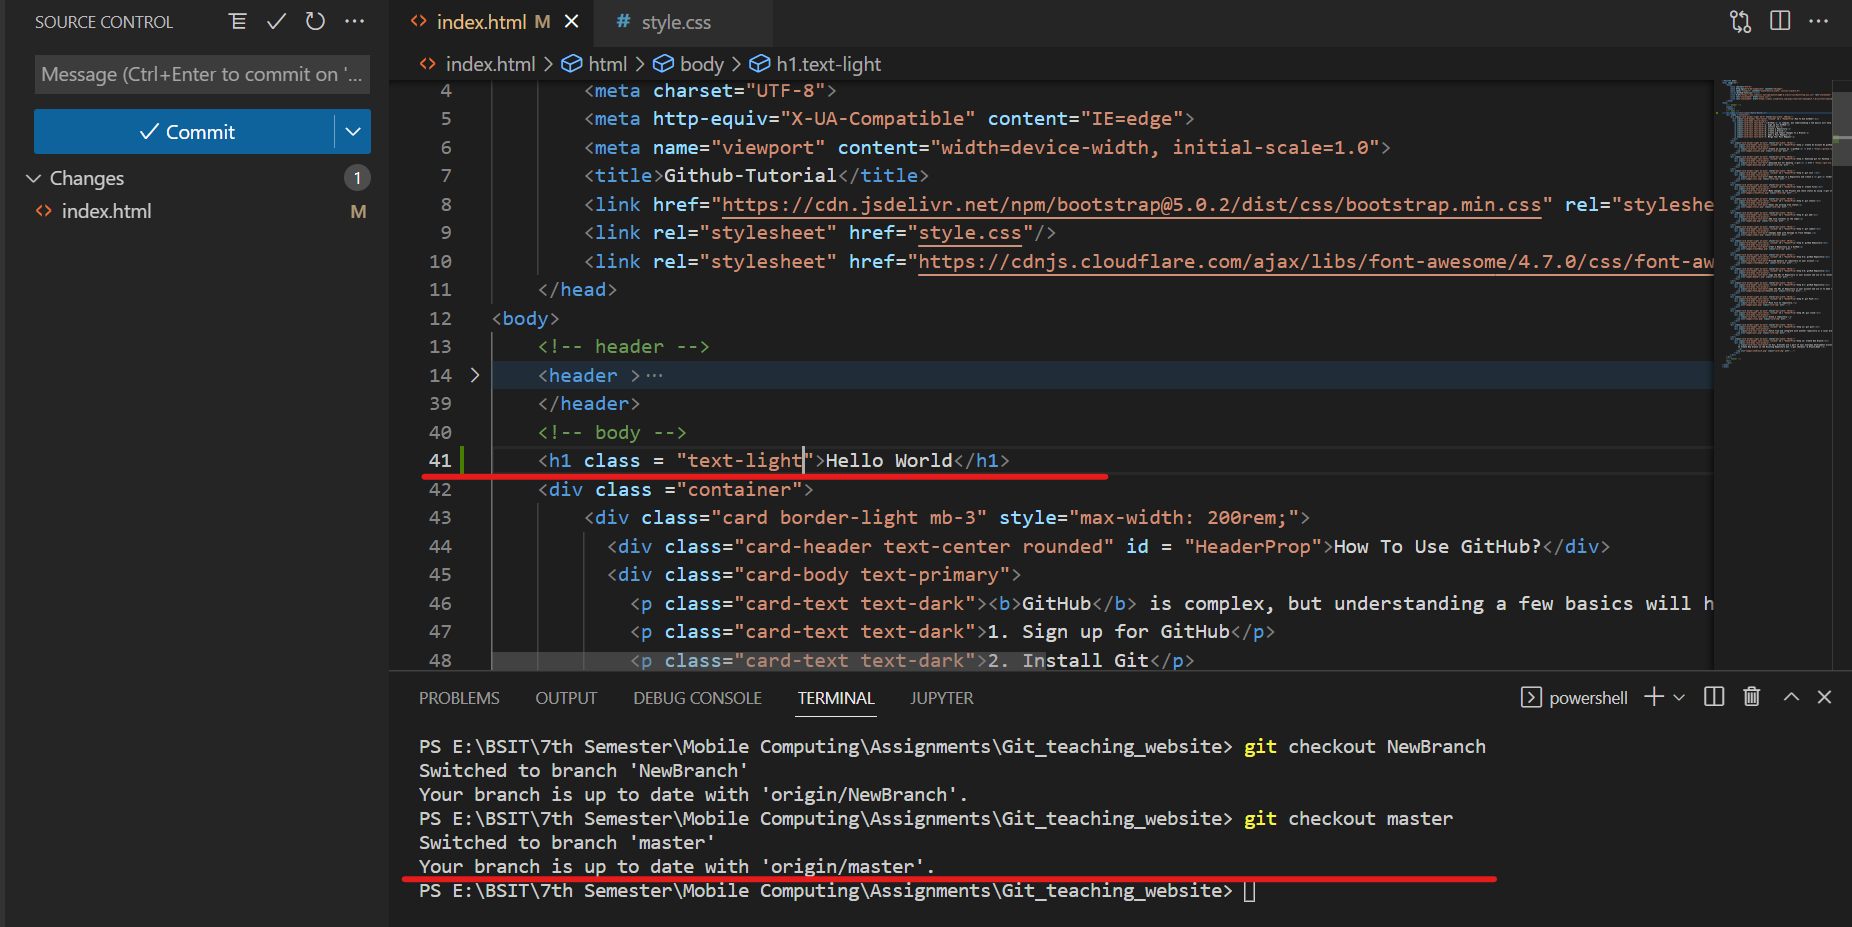 SOURCE CONTROL
Message (Ctrl+Enter to commit on '...
Commit
Changes 1
index.html M
index.html M
# style.css
index.html > html > body > h1.text-light
4 <meta charset="UTF-8">
5 <meta http-equiv="X-UA-Compatible" content="IE=edge">
6 <meta name="viewport" content="width=device-width, initial-scale=1.0">
7 <title>Github-Tutorial</title>
8 <link href="https://cdn.jsdelivr.net/npm/bootstrap@5.0.2/dist/css/bootstrap.min.css" rel="styleshe
9 <link rel="stylesheet" href="style.css"/>
10 <link rel="stylesheet" href="https://cdnjs.cloudflare.com/ajax/libs/font-awesome/4.7.0/css/font-aw
11 </head>
12 <body>
13 <!-- header -->
14 <header >...
39 </header>
40 <!-- body -->
41 <h1 class = "text-light">Hello World</h1>
42 <div class ="container">
43 <div class="card border-light mb-3" style="max-width: 200rem;">
44 <div class="card-header text-center rounded" id = "HeaderProp">How To Use GitHub?</div>
45 <div class="card-body text-primary">
46 <p class="card-text text-dark"><b>GitHub</b> is complex, but understanding a few basics will h
47 <p class="card-text text-dark">1. Sign up for GitHub</p>
48 <p class="card-text text-dark">2. Install Git</p>
PROBLEMS OUTPUT DEBUG CONSOLE TERMINAL JUPYTER
powershell
PS E:\BSIT\7th Semester\Mobile Computing\Assignments\Git_teaching_website> git checkout NewBranch
Switched to branch 'NewBranch'
Your branch is up to date with 'origin/NewBranch'.
PS E:\BSIT\7th Semester\Mobile Computing\Assignments\Git_teaching_website> git checkout master
Switched to branch 'master'
Your branch is up to date with 'origin/master'.
PS E:\BSIT\7th Semester\Mobile Computing\Assignments\Git_teaching_website>